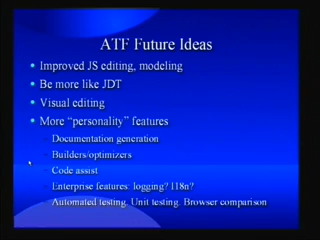 ATF Future Ideas
Improved JS editing, modeling
Be more like JDT
Visual editing
More “personality” features
Documentation generation
Builders/optimizers
Code assist
Enterprise features: logging? I18n?
Automated testing. Unit testing. Browser comparison